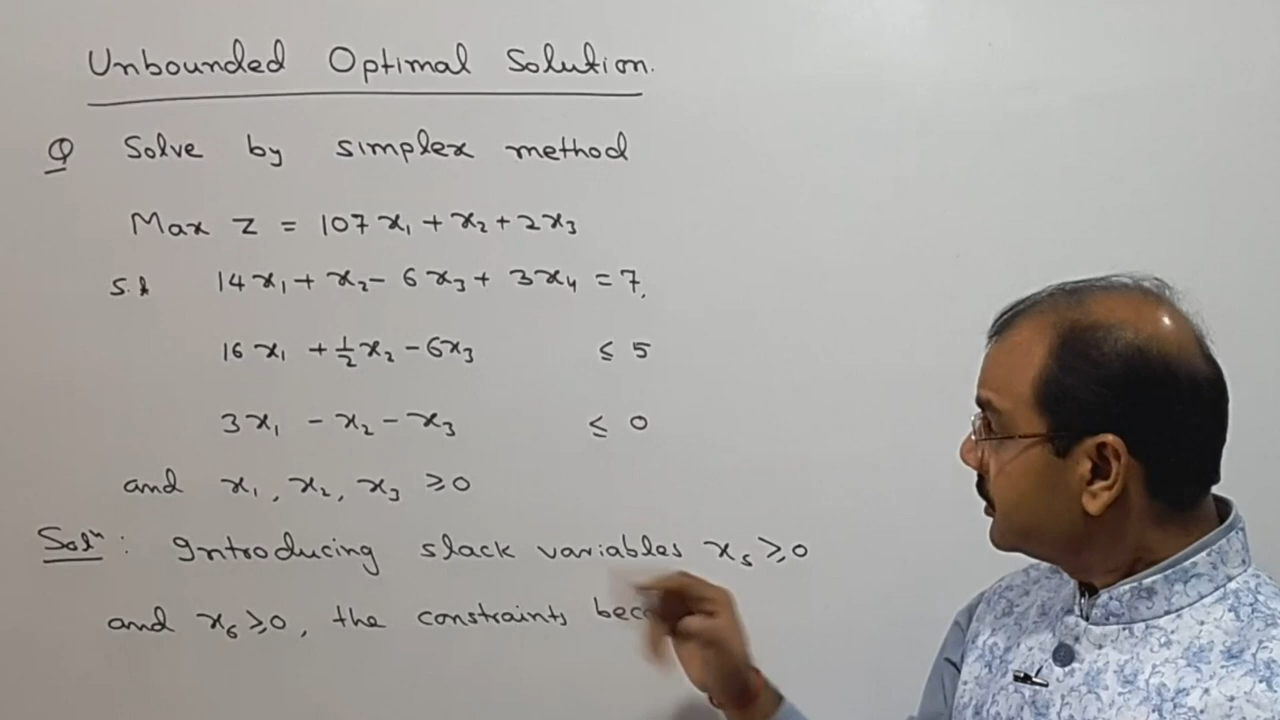 Unbounded Optimal Solution.
Q Solve by simplex method
Max Z = 107x₁ + x₂ + 2x₃
S.t 14x₁ + x₂ - 6x₃ + 3x₄ = 7,
16x₁ + ½x₂ - 6x₃ ≤ 5
3x₁ - x₂ - x₃ ≤ 0
and x₁, x₂, x₃ ≥ 0
Solⁿ : Introducing slack variables x₅ ≥ 0
and x₆ ≥ 0, the constraints